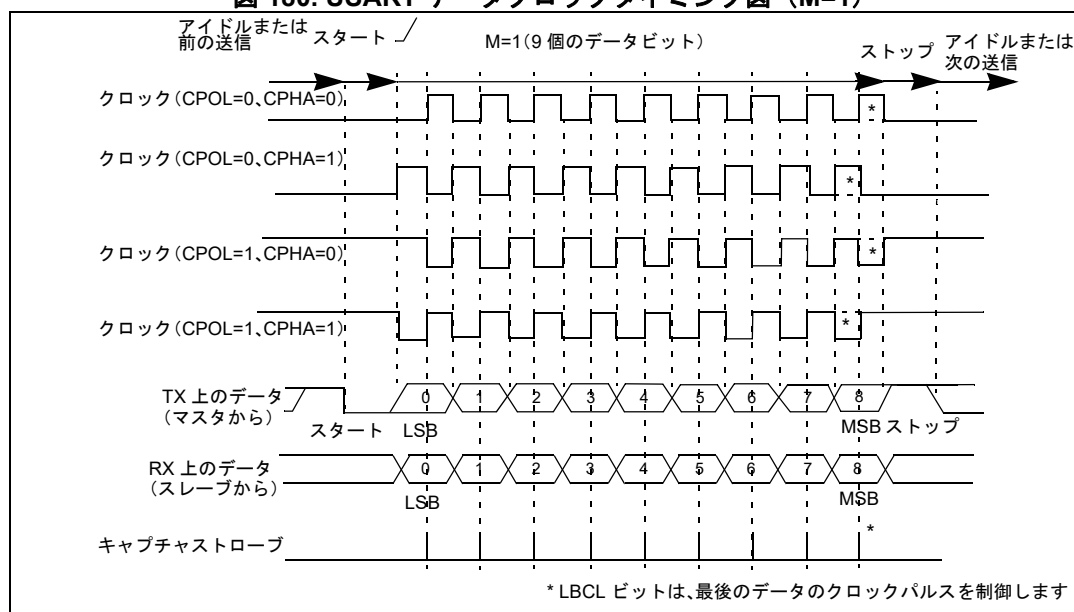 図 186. USART データクロックタイミング図 (M=1)
アイドルまたは
前の送信
スタート
M=1(9 個のデータビット)
ストップ
アイドルまたは
次の送信
クロック(CPOL=0、CPHA=0)
*
クロック(CPOL=0、CPHA=1)
*
クロック(CPOL=1、CPHA=0)
*
クロック(CPOL=1、CPHA=1)
*
TX 上のデータ
(マスタから)
0 1 2 3 4 5 6 7 8
スタート LSB MSB ストップ
RX 上のデータ
(スレーブから)
0 1 2 3 4 5 6 7 8
LSB MSB
キャプチャストローブ
*
* LBCL ビットは、最後のデータのクロックパルスを制御します